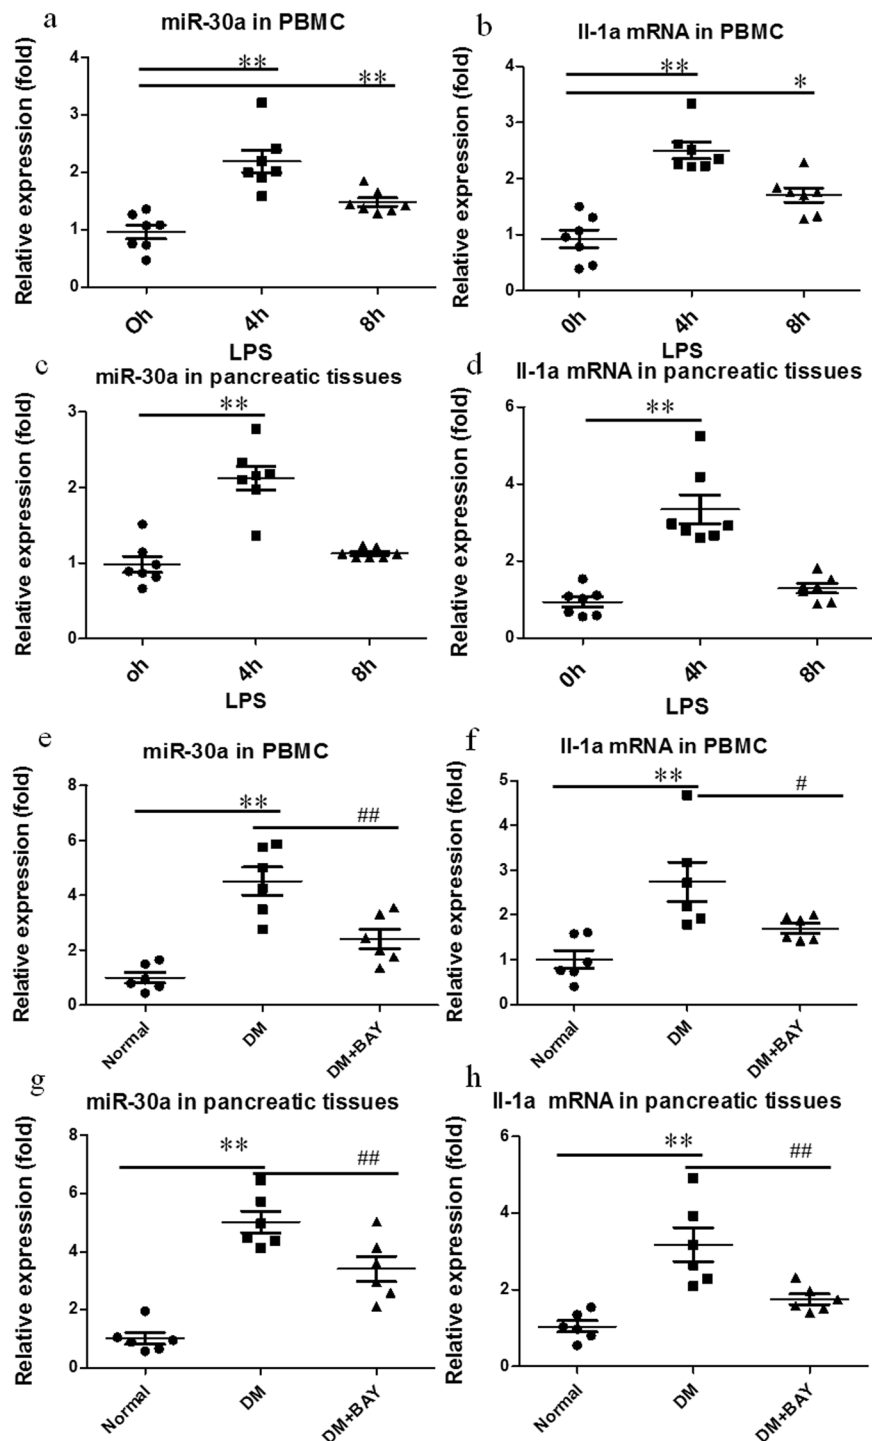 a
miR-30a in PBMC
Relative expression (fold)
4
3
2
1
0
**
**
Oh
4h
8h
LPS
b
Il-1a mRNA in PBMC
Relative expression (fold)
4
3
2
1
0
**
*
0h
4h
8h
LPS
c
miR-30a in pancreatic tissues
Relative expression (fold)
3
2
1
0
**
oh
4h
8h
LPS
d
Il-1a mRNA in pancreatic tissues
Relative expression (fold)
6
4
2
0
**
0h
4h
8h
LPS
e
miR-30a in PBMC
Relative expression (fold)
8
6
4
2
0
**
##
Normal
DM
DM+BAY
f
Il-1a mRNA in PBMC
Relative expression (fold)
5
4
3
2
1
0
**
#
Normal
DM
DM+BAY
g
miR-30a in pancreatic tissues
Relative expression (fold)
8
6
4
2
0
**
##
Normal
DM
DM+BAY
h
Il-1a mRNA in pancreatic tissues
Relative expression (fold)
6
4
2
0
**
##
Normal
DM
DM+BAY